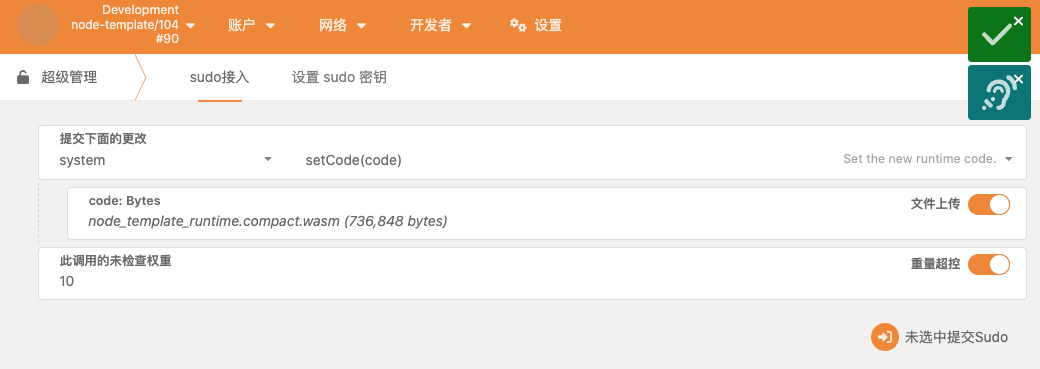 Development
node-template/104
#90
账户
网络
开发者
设置
超级管理
sudo接入
设置 sudo 密钥
提交下面的更改
system
setCode(code)
Set the new runtime code.
code: Bytes
node_template_runtime.compact.wasm (736,848 bytes)
文件上传
此调用的未检查权重
10
重量超控
未选中提交Sudo